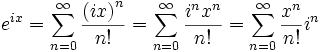 e^{ix} = \sum_{n=0}^{\infty} \frac{(ix)^n}{n!} = \sum_{n=0}^{\infty} \frac{i^n x^n}{n!} = \sum_{n=0}^{\infty} \frac{x^n}{n!} i^n